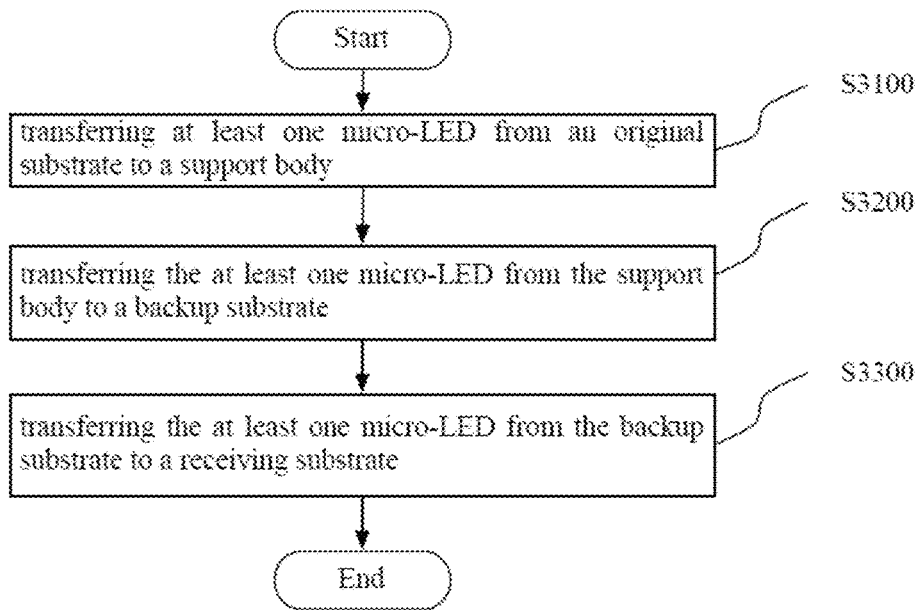 Start
S3100
transferring at least one micro-LED from an original
substrate to a support body
S3200
transferring the at least one micro-LED from the support
body to a backup substrate
S3300
transferring the at least one micro-LED from the backup
substrate to a receiving substrate
End